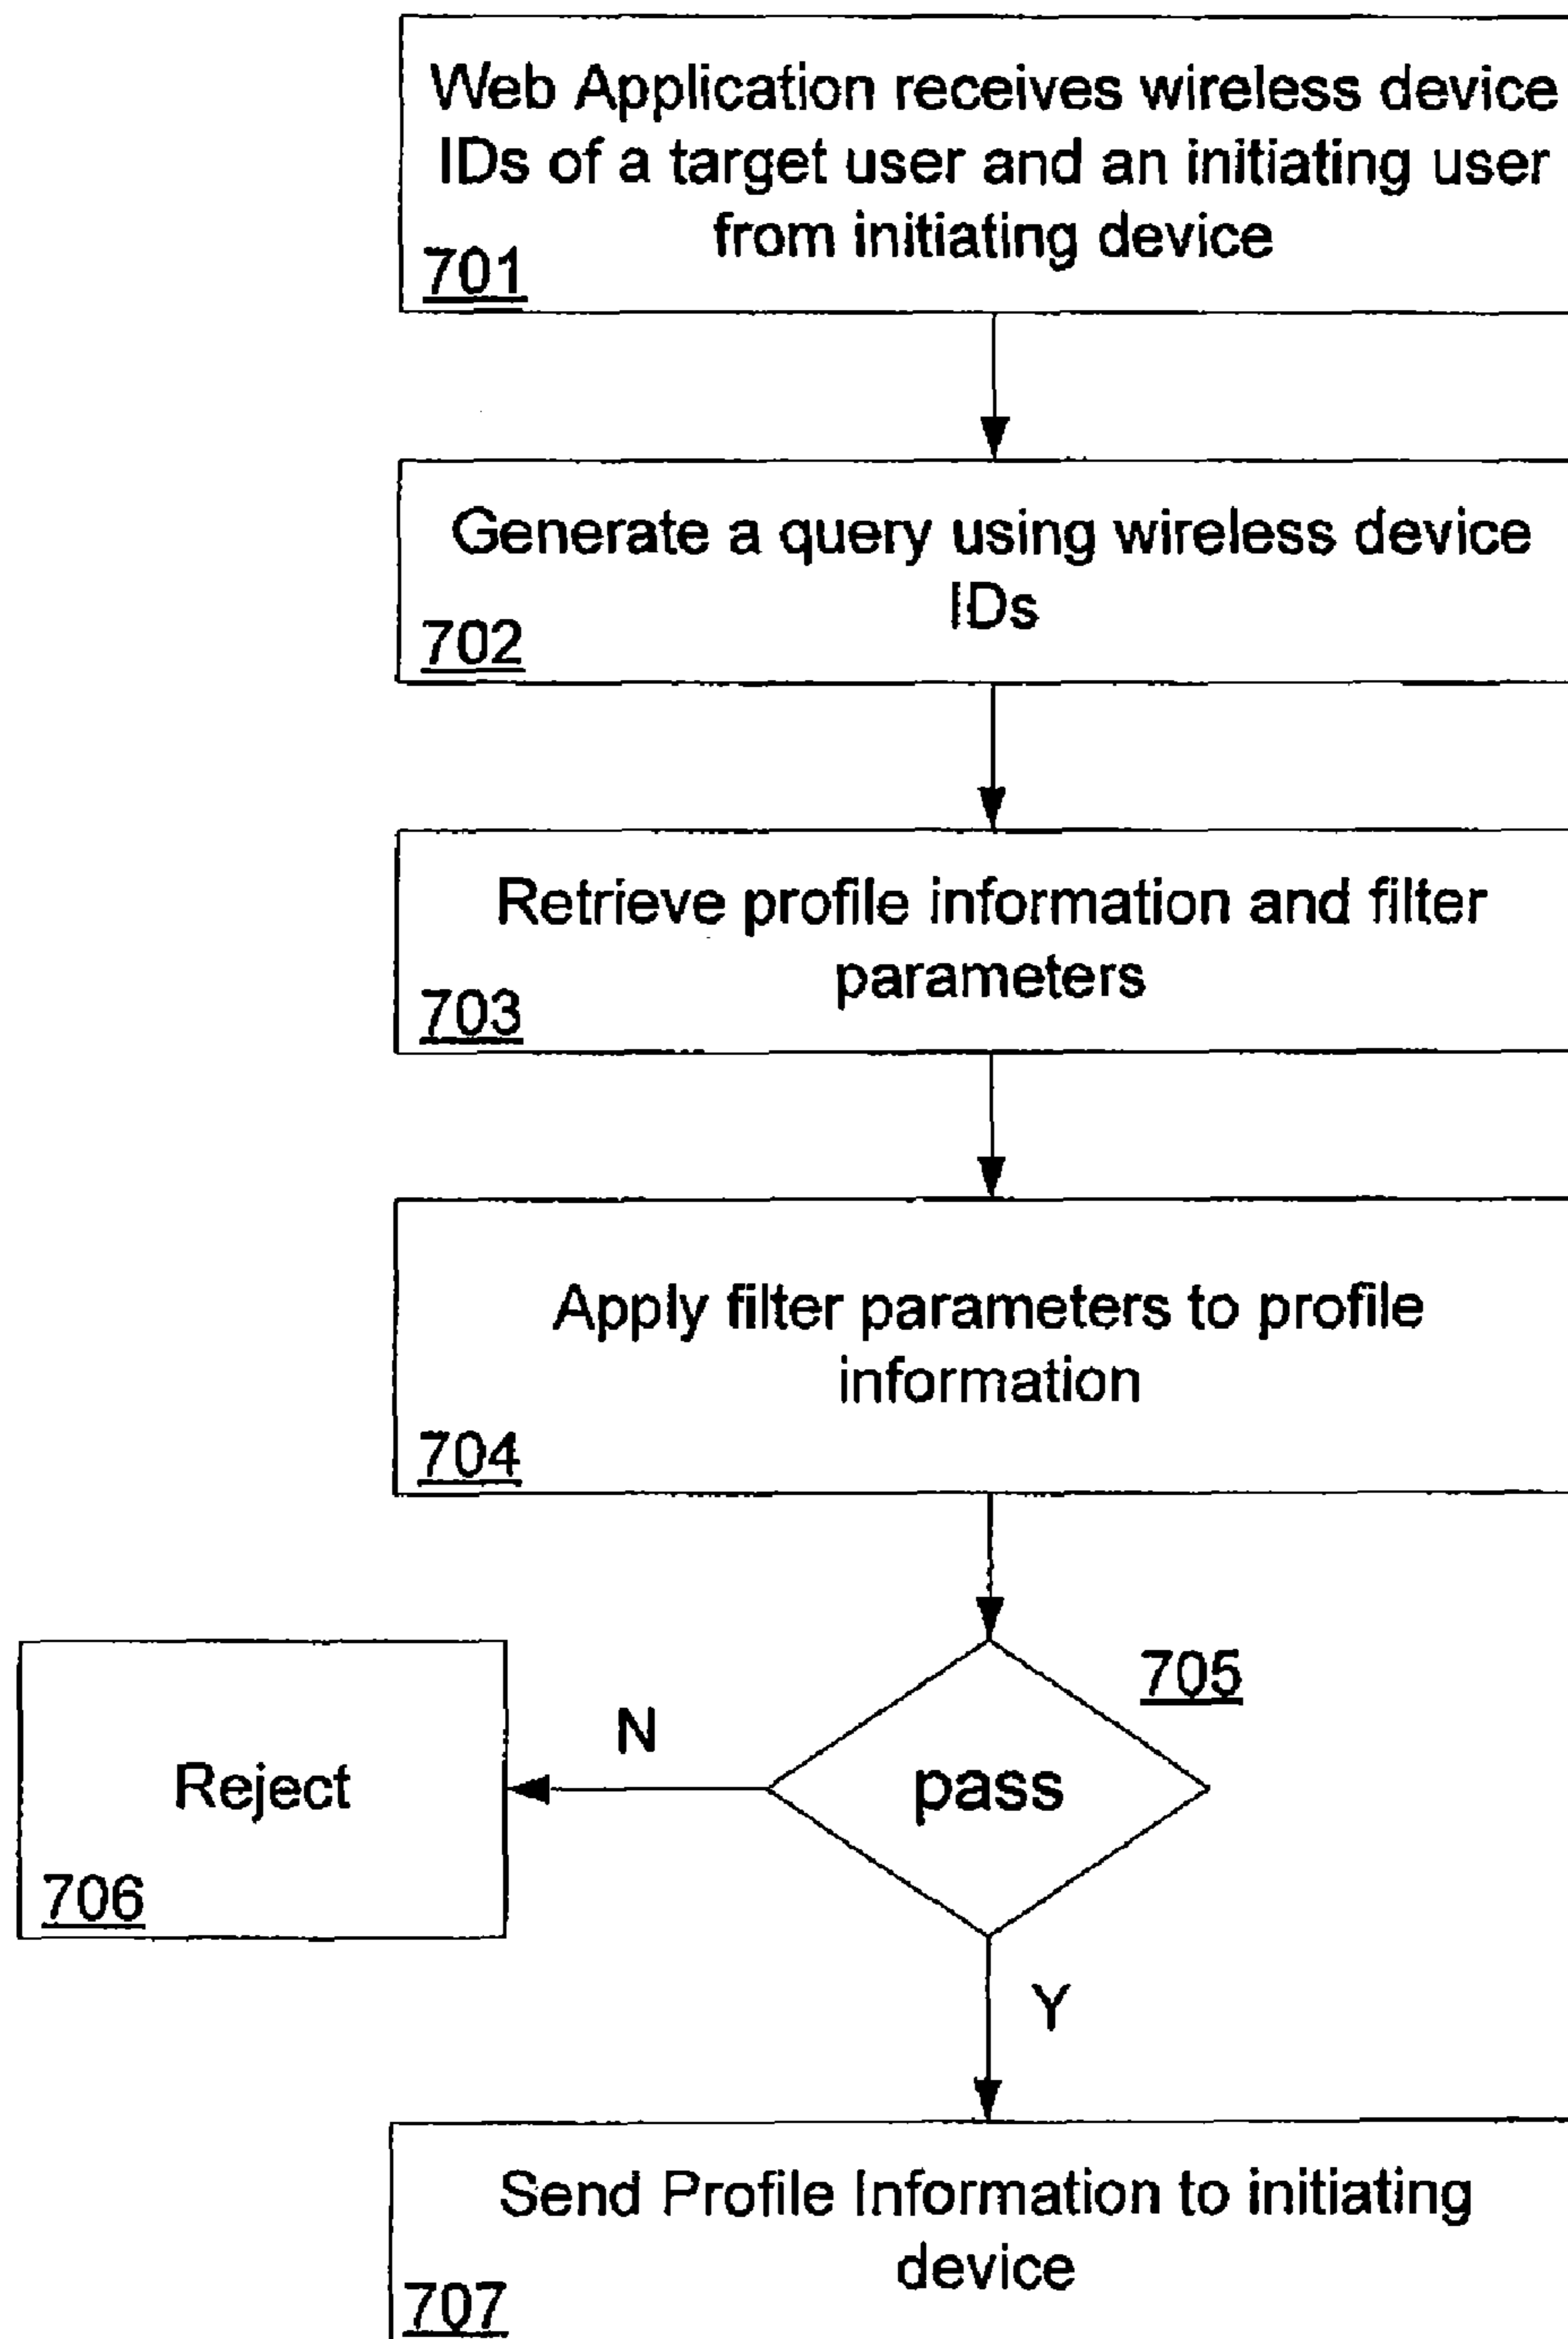 Web Application receives wireless device
IDs of a target user and an initiating user
from initiating device
701
Generate a query using wireless device
IDs
702
Retrieve profile information and filter
parameters
703
Apply filter parameters to profile
information
704
705
pass
N
Reject
706
Y
Send Profile Information to initiating
device
707